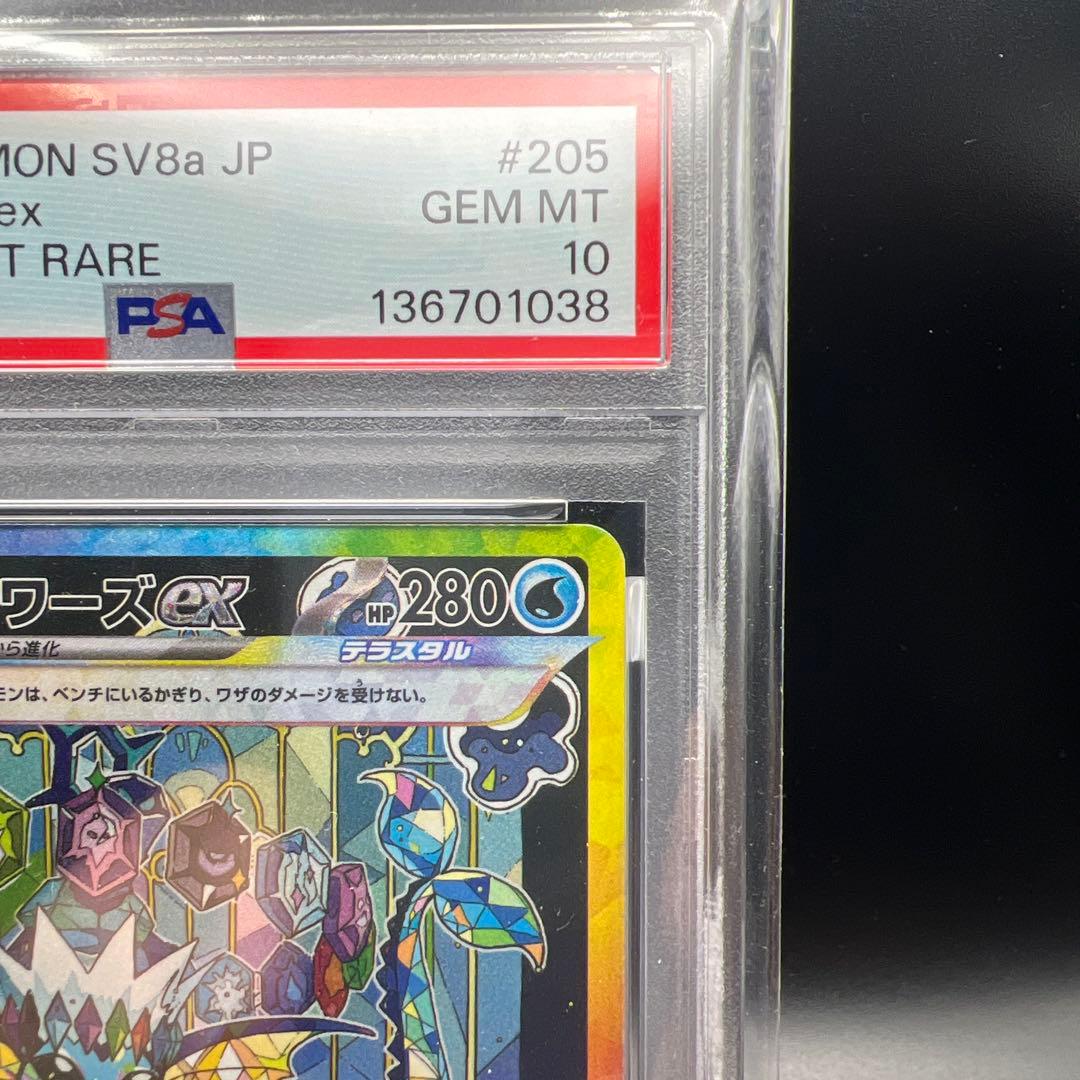 MON SV8a JP #205
ex GEM MT
T RARE 10
PSA 136701038
ワーズex HP280
ら進化 テラスタル
モンは、ベンチにいるかぎり、ワザのダメージを受けない。